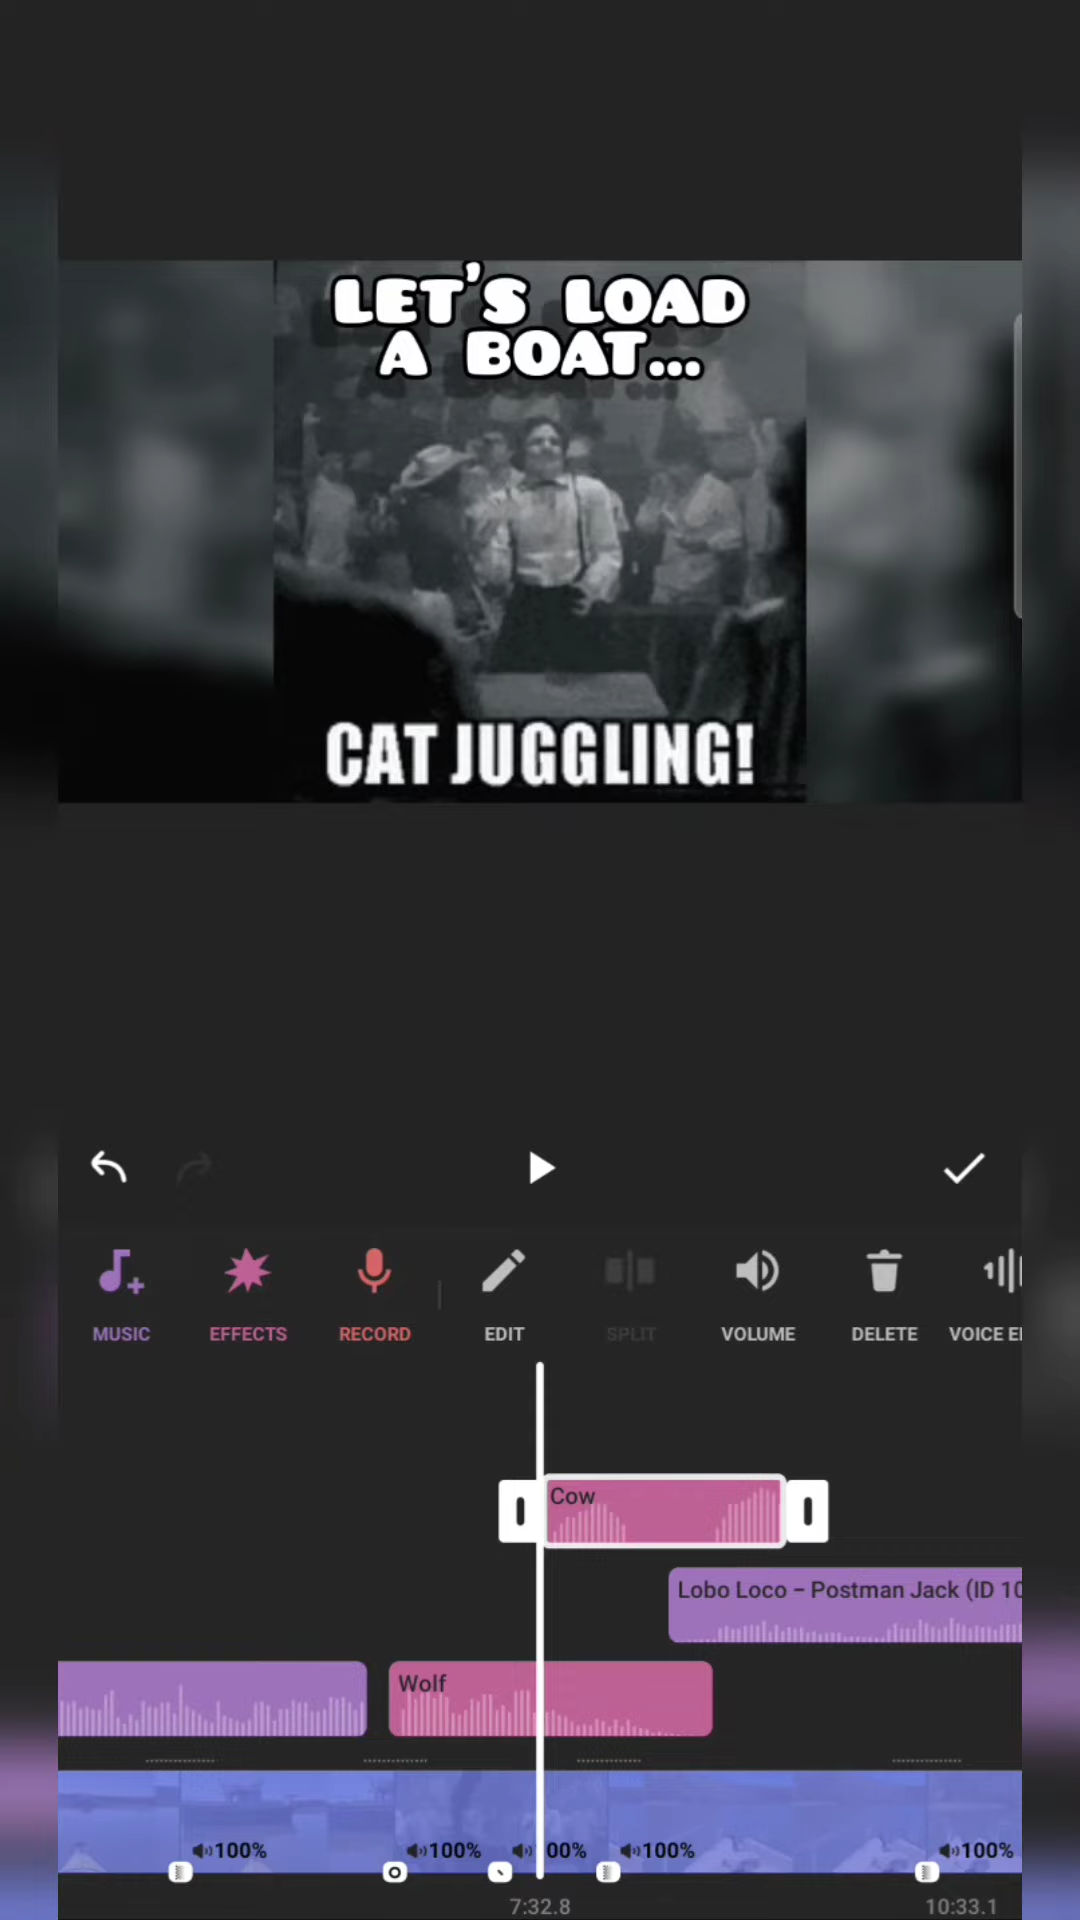 LET'S LOAD
A BOAT...
CAT JUGGLING!
MUSIC
EFFECTS
RECORD
EDIT
SPLIT
VOLUME
DELETE
VOICE
Cow
Lobo Loco – Postman Jack (ID 10
Wolf
100% 100% 00% 100% 100%
7:32.8 10:33.1